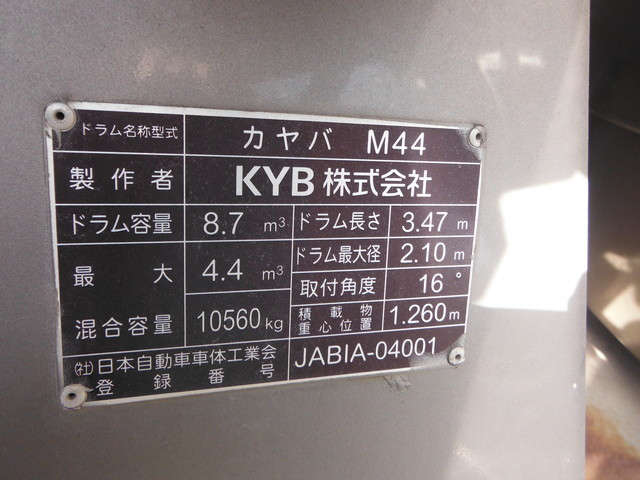 ドラム名称型式 カヤバ M44
製作者 KYB 株式会社
ドラム容量 8.7 m³ ドラム長さ 3.47 m
ドラム最大径 2.10 m
最大 4.4 m³
取付角度 16°
混合容量 10560 kg
積載物
重心位置 1.260 m
㈳日本自動車車体工業会
登録番号
JABIA-04001